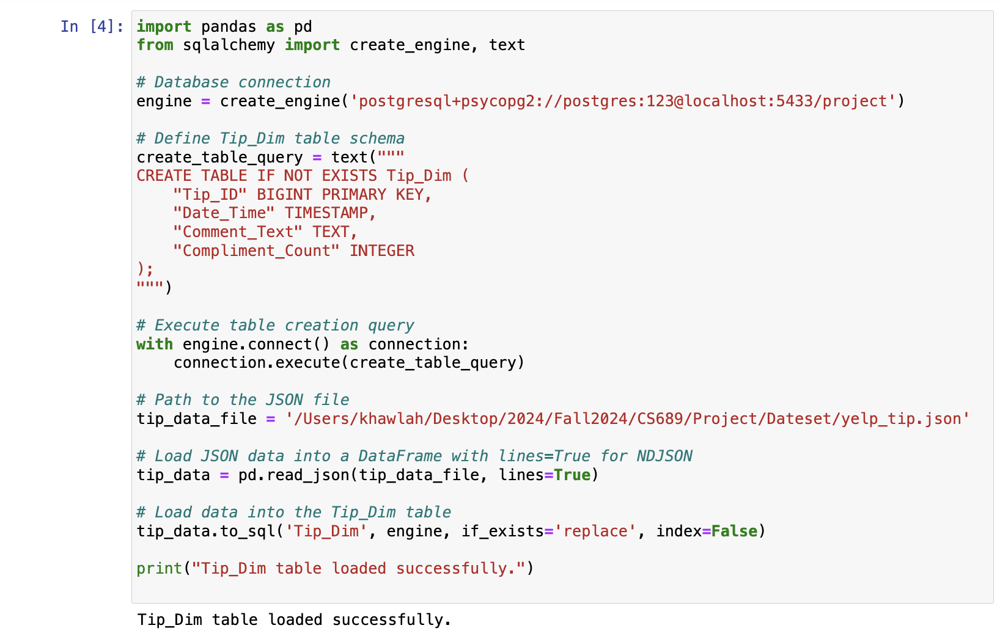 In [4]:
import pandas as pd
from sqlalchemy import create_engine, text
# Database connection
engine = create_engine('postgresql+psycopg2://postgres:123@localhost:5433/project')
# Define Tip_Dim table schema
create_table_query = text("""
CREATE TABLE IF NOT EXISTS Tip_Dim (
    "Tip_ID" BIGINT PRIMARY KEY,
    "Date_Time" TIMESTAMP,
    "Comment_Text" TEXT,
    "Compliment_Count" INTEGER
);
""")
# Execute table creation query
with engine.connect() as connection:
    connection.execute(create_table_query)
# Path to the JSON file
tip_data_file = '/Users/khawlah/Desktop/2024/Fall2024/CS689/Project/Dateset/yelp_tip.json'
# Load JSON data into a DataFrame with lines=True for NDJSON
tip_data = pd.read_json(tip_data_file, lines=True)
# Load data into the Tip_Dim table
tip_data.to_sql('Tip_Dim', engine, if_exists='replace', index=False)
print("Tip_Dim table loaded successfully.")
Tip_Dim table loaded successfully.